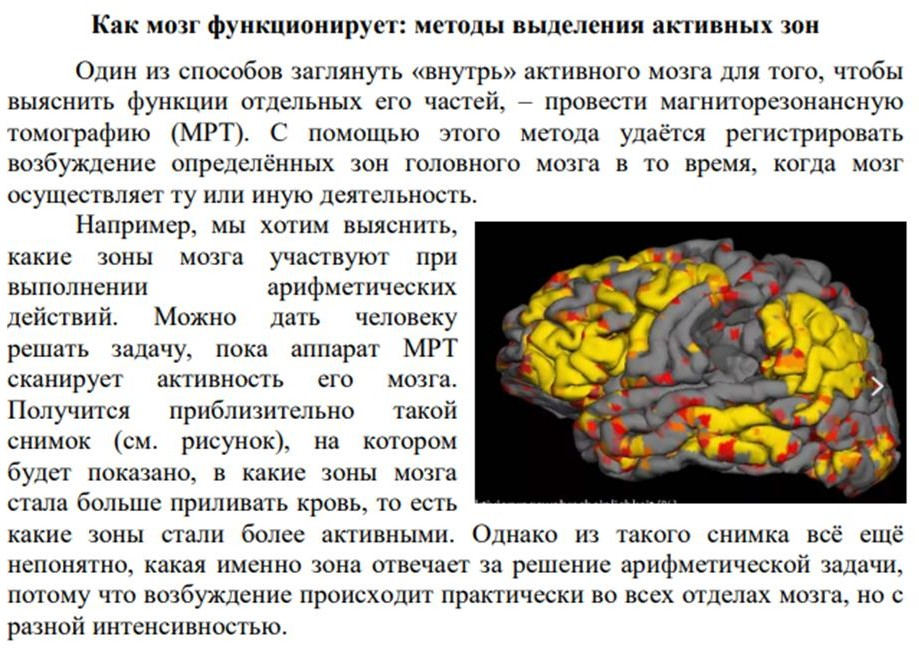 Как мозг функционирует: методы выделения активных зон
Один из способов заглянуть «внутрь» активного мозга для того, чтобы
выяснить функции отдельных его частей, – провести магниторезонансную
томографию (МРТ). С помощью этого метода удаётся регистрировать
возбуждение определённых зон головного мозга в то время, когда мозг
осуществляет ту или иную деятельность.
Например, мы хотим выяснить,
какие зоны мозга участвуют при
выполнении арифметических
действий. Можно дать человеку
решать задачу, пока аппарат МРТ
сканирует активность его мозга.
Получится приблизительно такой
снимок (см. рисунок), на котором
будет показано, в какие зоны мозга
стала больше приливать кровь, то есть
какие зоны стали более активными. Однако из такого снимка всё ещё
непонятно, какая именно зона отвечает за решение арифметической задачи,
потому что возбуждение происходит практически во всех отделах мозга, но с
разной интенсивностью.